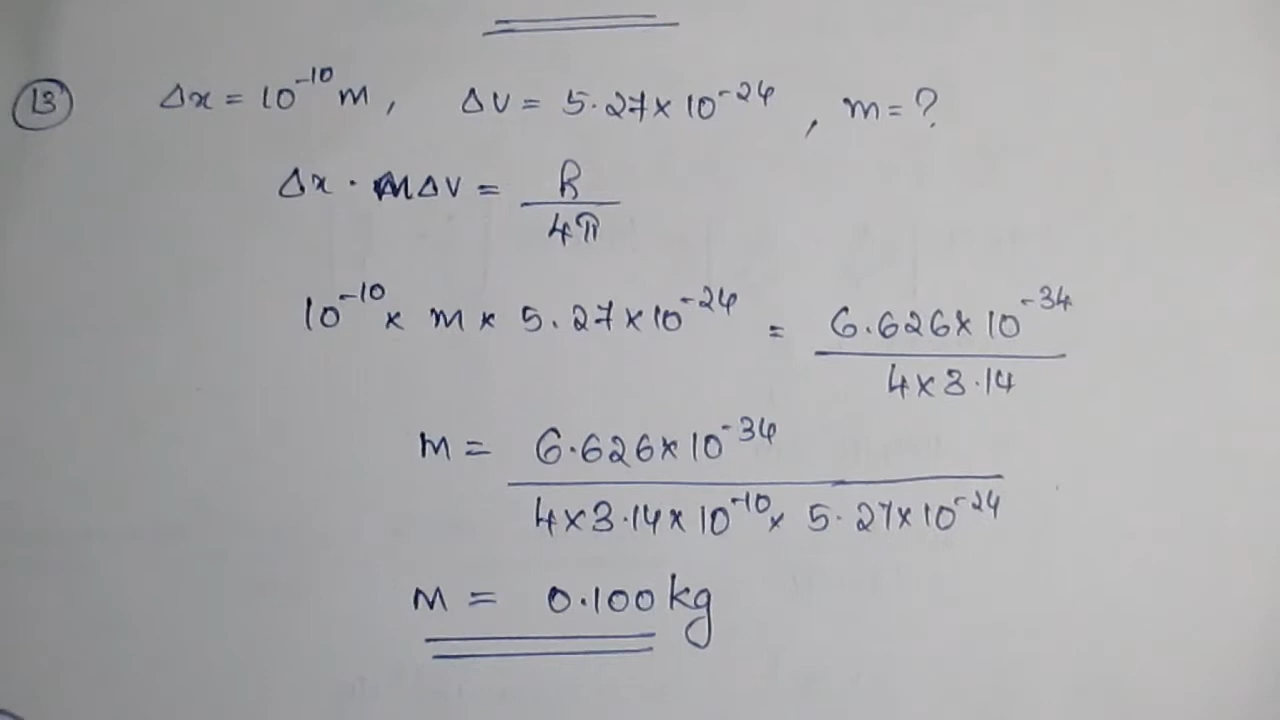 13 Δx = 10⁻¹⁰ m, Δv = 5.27 × 10⁻²⁴, m = ?
Δx · mΔv = h / 4π
10⁻¹⁰ × m × 5.27 × 10⁻²⁴ = 6.626 × 10⁻³⁴ / 4 × 3.14
m = 6.626 × 10⁻³⁴ / 4 × 3.14 × 10⁻¹⁰ × 5.27 × 10⁻²⁴
m = 0.100 kg